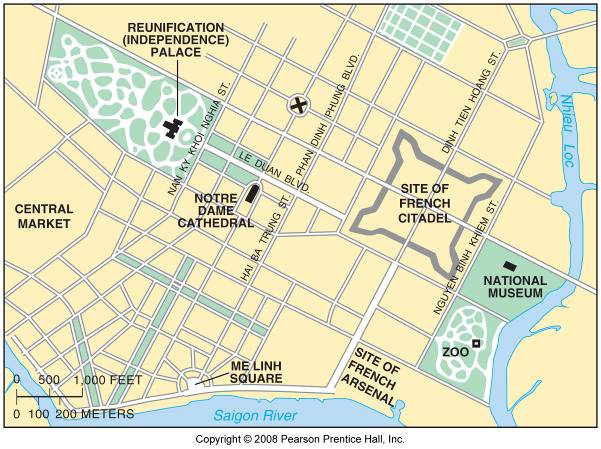 REUNIFICATION
(INDEPENDENCE)
PALACE
NAN KY KHOI NGHIA ST.
PHAN DINH PHUNG BLVD.
DINH TIEN HOANG ST.
Nhieu Loc
LE DUAN BLVD
SITE OF
FRENCH
CITADEL
NOTRE
DAME
CATHEDRAL
CENTRAL
MARKET
HAI BA TRUNG ST.
NGUYEN BINH KHIEM ST.
NATIONAL
MUSEUM
ZOO
ME LINH
SQUARE
SITE OF
FRENCH
ARSENAL
0 500 1,000 FEET
0 100 200 METERS
Saigon River
Copyright © 2008 Pearson Prentice Hall, Inc.